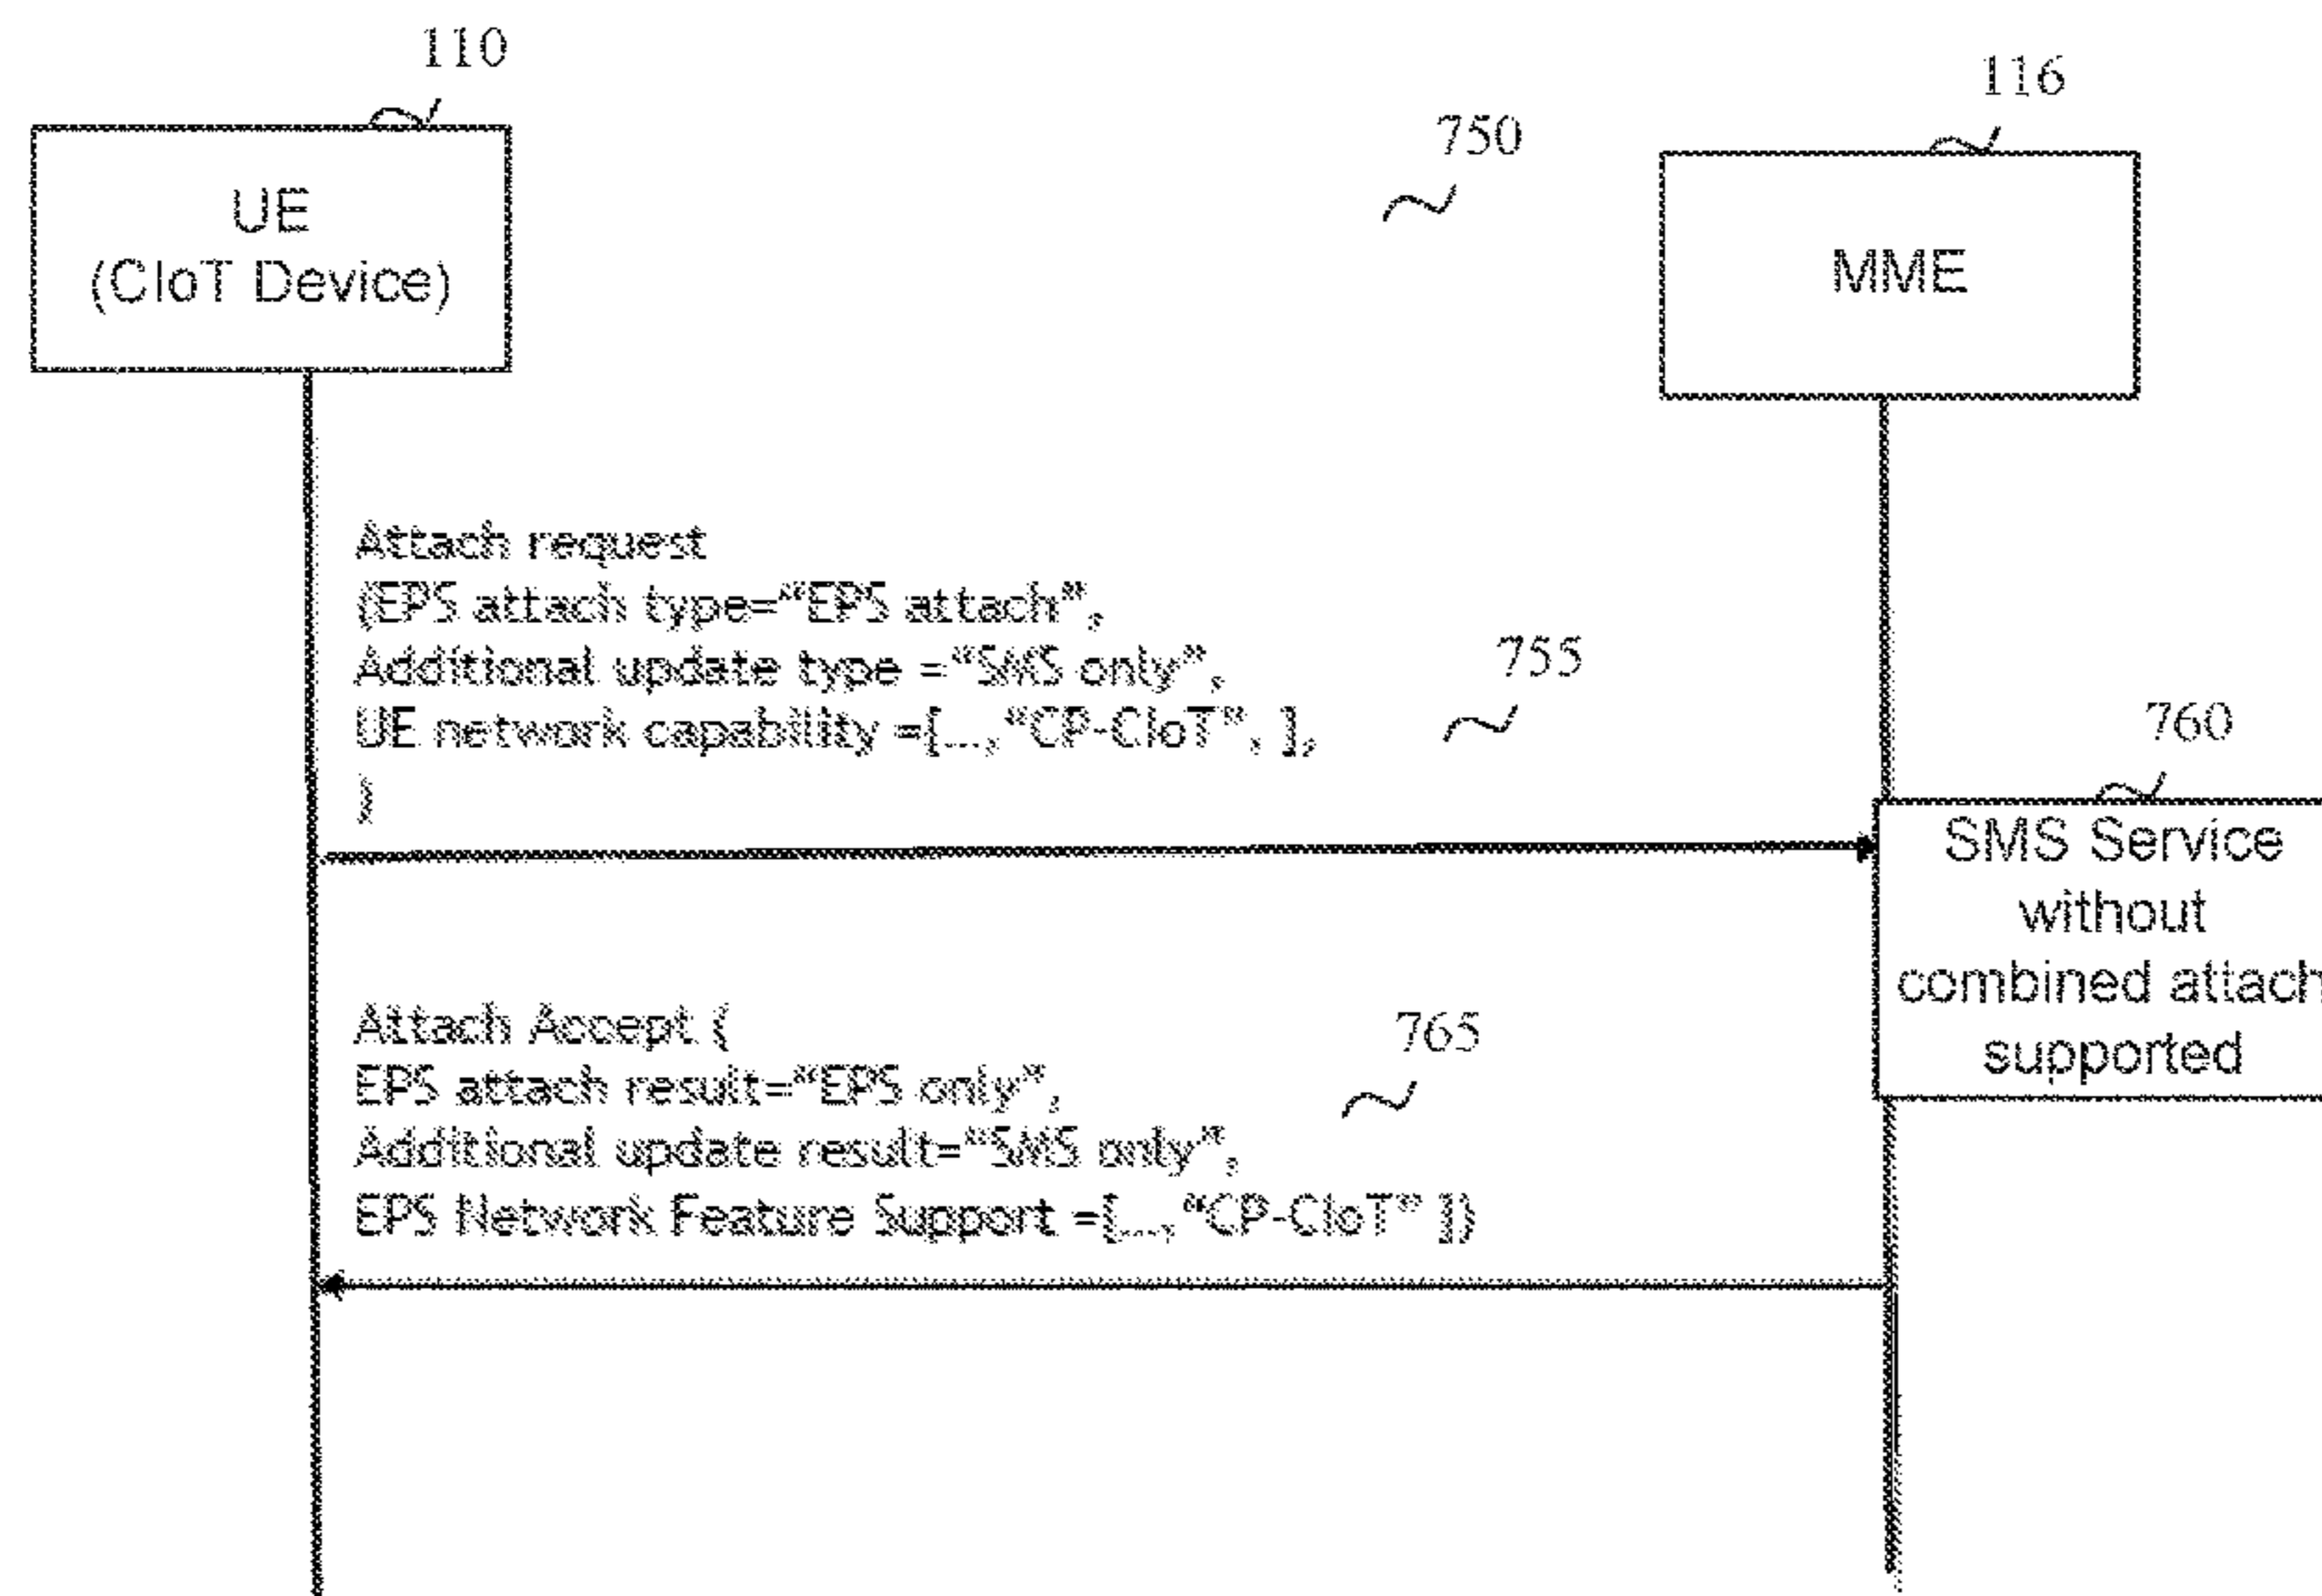 110
116
750
UE
(CIoT Device)
MME
Attach request
(EPS attach type="EPS attach",
Additional update type ="SMS only",
UE network capability =[...,"CP-CIoT", ],
)
755
760
SMS Service
without
combined attach
supported
Attach Accept (
EPS attach result="EPS only",
Additional update result="SMS only",
EPS Network Feature Support =[...,"CP-CIoT" ])
765